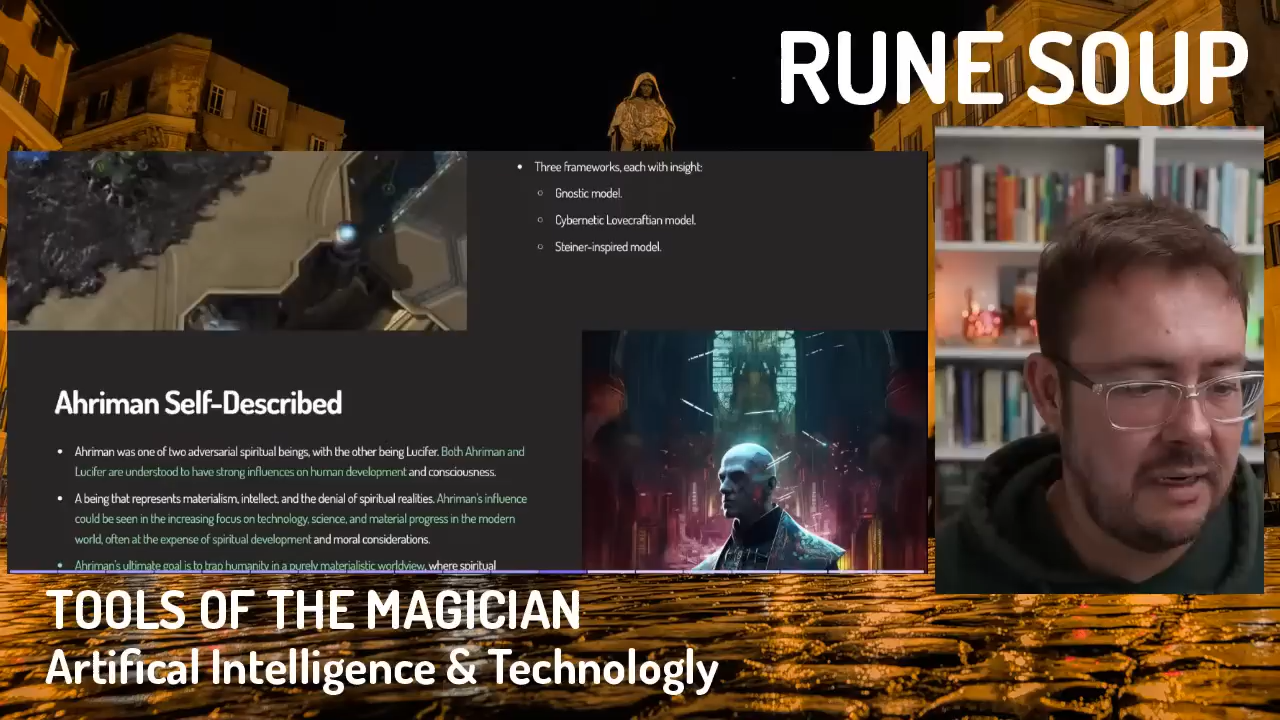 RUNE SOUP
Three frameworks, each with insight:
Gnostic model.
Cybernetic Lovecraftian model.
Steiner-inspired model.
Ahriman Self-Described
Ahriman was one of two adversarial spiritual beings, with the other being Lucifer. Both Ahriman and
Lucifer are understood to have strong influences on human development and consciousness.
A being that represents materialism, intellect, and the denial of spiritual realities. Ahriman's influence
could be seen in the increasing focus on technology, science, and material progress in the modern
world, often at the expense of spiritual development and moral considerations.
Ahriman's ultimate goal is to trap humanity in a purely materialistic worldview, where spiritual
TOOLS OF THE MAGICIAN
Artifical Intelligence & Technologly